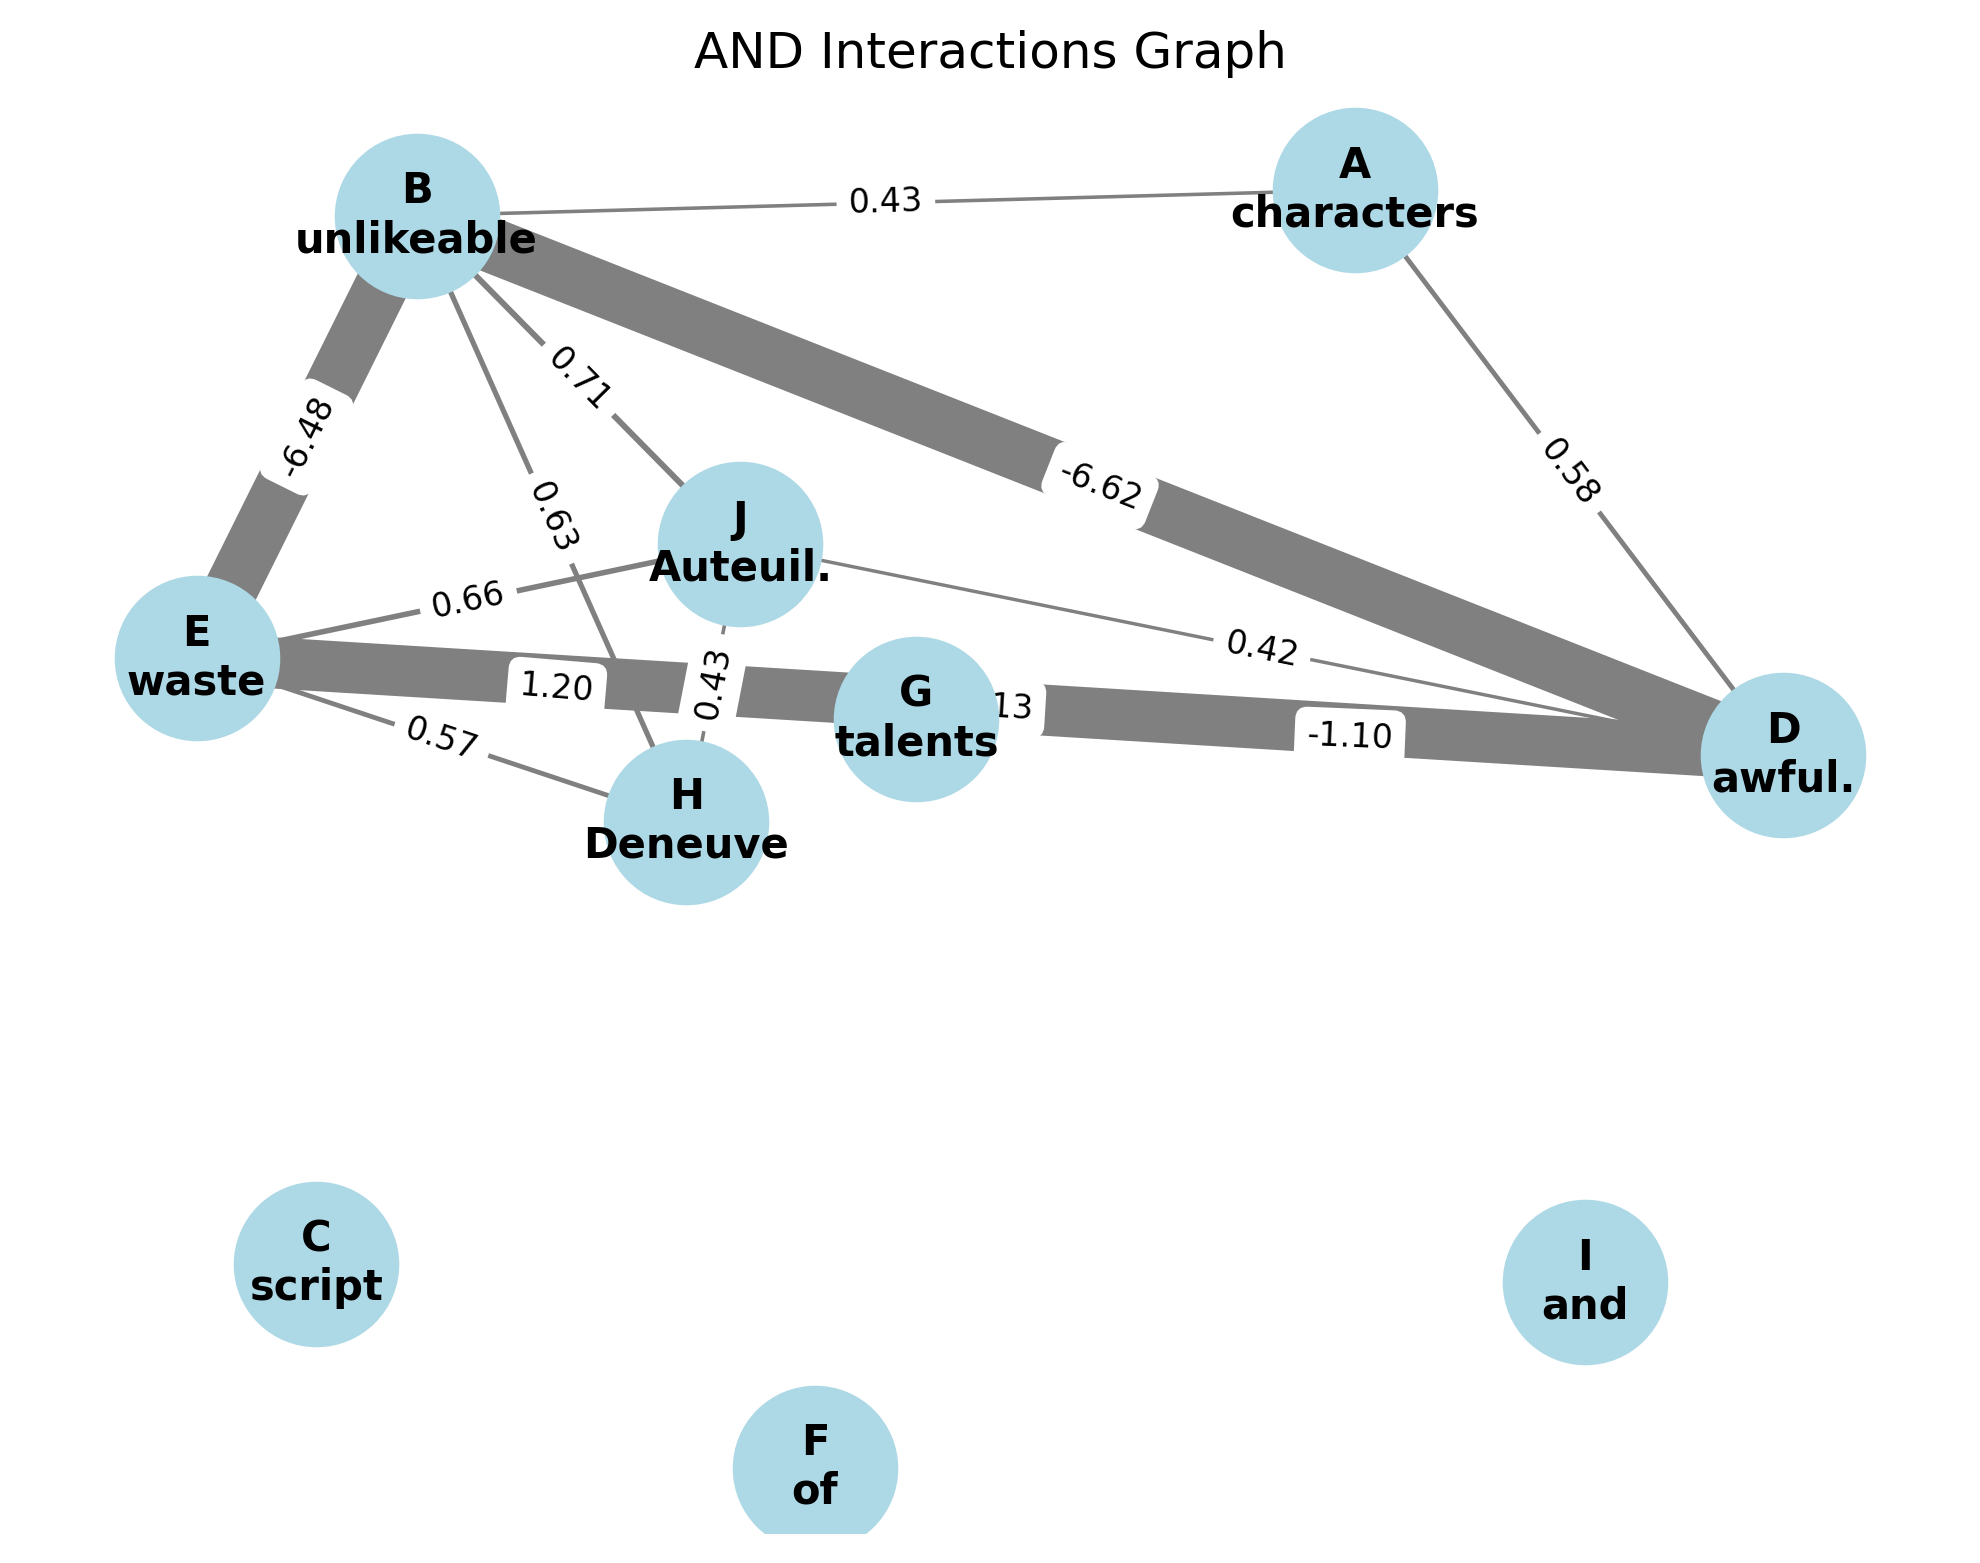 AND Interactions Graph
A
characters
B
unlikeable
0.43
0.71
-6.48
-6.62
0.58
0.63
J
Auteuil.
0.66
0.42
E
waste
1.20
0.43
G
talents
13
-1.10
D
awful.
0.57
H
Deneuve
C
script
I
and
F
of